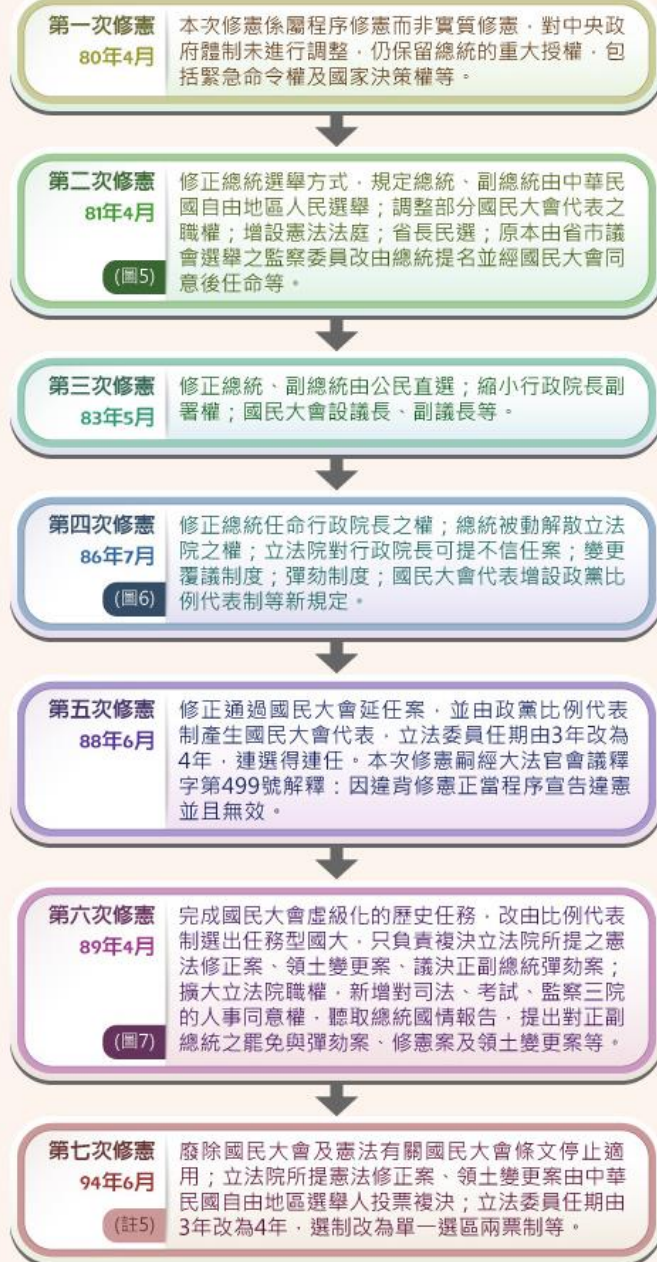 第一次修憲
80年4月
本次修憲係屬程序修憲而非實質修憲，對中央政
府體制未進行調整，仍保留總統的重大授權，包
括緊急命令權及國家決策權等。
第二次修憲
81年4月
(圖5)
修正總統選舉方式，規定總統、副總統由中華民
國自由地區人民選舉；調整部分國民大會代表之
職權；增設憲法法庭；省長民選；原本由省市議
會選舉之監察委員改由總統提名並經國民大會同
意後任命等。
第三次修憲
83年5月
修正總統、副總統由公民直選；縮小行政院長副
署權；國民大會設議長、副議長等。
第四次修憲
86年7月
(圖6)
修正總統任命行政院長之權；總統被動解散立法
院之權；立法院對行政院長可提不信任案；變更
覆議制度；彈劾制度；國民大會代表增設政黨比
例代表制等新規定。
第五次修憲
88年6月
修正通過國民大會延任案，並由政黨比例代表
制產生國民大會代表，立法委員任期由3年改為
4年，連選得連任。本次修憲嗣經大法官會議釋
字第499號解釋：因違背修憲正當程序宣告違憲
並且無效。
第六次修憲
89年4月
(圖7)
完成國民大會虛級化的歷史任務，改由比例代表
制選出任務型國大，只負責複決立法院所提之憲
法修正案、領土變更案、議決正副總統彈劾案；
擴大立法院職權，新增對司法、考試、監察三院
的人事同意權，聽取總統國情報告，提出對正副
總統之罷免與彈劾案、修憲案及領土變更案等。
第七次修憲
94年6月
(註5)
廢除國民大會及憲法有關國民大會條文停止適
用；立法院所提憲法修正案、領土變更案由中華
民國自由地區選舉人投票複決；立法委員任期由
3年改為4年，選制改為單一選區兩票制等。